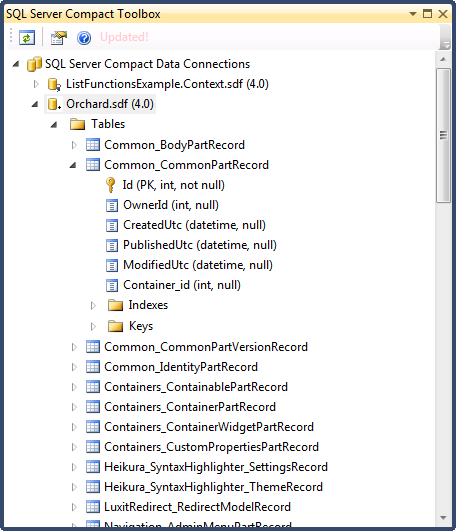 SQL Server Compact Toolbox
Updated!
SQL Server Compact Data Connections
ListFunctionsExample.Context.sdf (4.0)
Orchard.sdf (4.0)
Tables
Common_BodyPartRecord
Common_CommonPartRecord
Id (PK, int, not null)
OwnerId (int, null)
CreatedUtc (datetime, null)
PublishedUtc (datetime, null)
ModifiedUtc (datetime, null)
Container_id (int, null)
Indexes
Keys
Common_CommonPartVersionRecord
Common_IdentityPartRecord
Containers_ContainablePartRecord
Containers_ContainerPartRecord
Containers_ContainerWidgetPartRecord
Containers_CustomPropertiesPartRecord
Heikura_SyntaxHighlighter_SettingsRecord
Heikura_SyntaxHighlighter_ThemeRecord
LuxitRedirect_RedirectModelRecord
Navigation_AdminMenuPartRecord